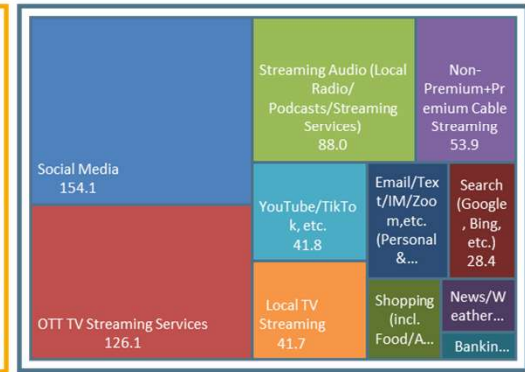 Social Media
154.1
OTT TV Streaming Services
126.1
Streaming Audio (Local
Radio/
Podcasts/Streaming
Services)
88.0
Non-
Premium+Pr
emium Cable
Streaming
53.9
YouTube/TikTo
k, etc.
41.8
Local TV
Streaming
41.7
Email/Tex
t/IM/Zoo
m,etc.
(Personal
&...
Search
(Google
, Bing,
etc.)
28.4
Shopping
(incl.
Food/A...
News/W
eather...
Bankin...